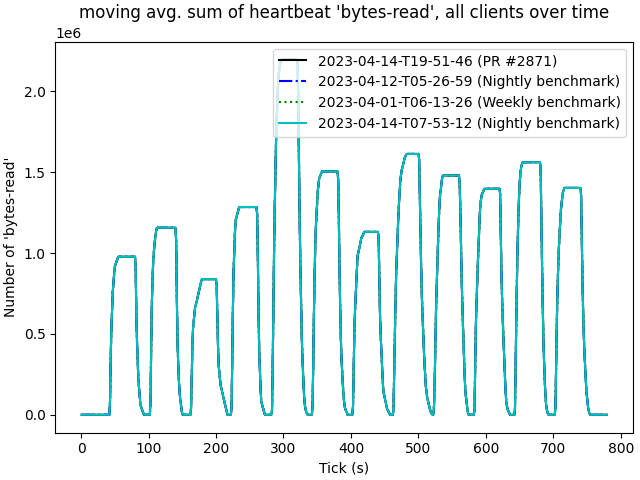 moving avg. sum of heartbeat 'bytes-read', all clients over time
1e6
2023-04-14-T19-51-46 (PR #2871)
2023-04-12-T05-26-59 (Nightly benchmark)
2023-04-01-T06-13-26 (Weekly benchmark)
2023-04-14-T07-53-12 (Nightly benchmark)
2.0
1.5
1.0
0.5
0.0
Number of 'bytes-read'
0 100 200 300 400 500 600 700 800
Tick (s)